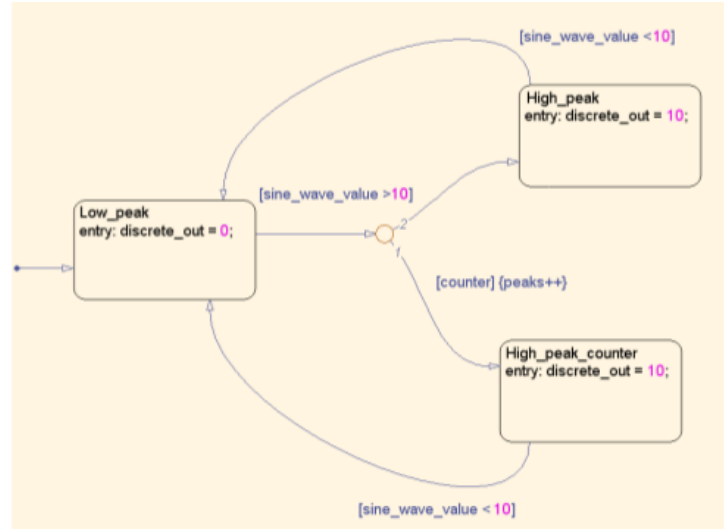 [sine_wave_value <10]
High_peak
entry: discrete_out = 10;
[sine_wave_value >10]
Low_peak
entry: discrete_out = 0;
2
1
[counter] {peaks++}
High_peak_counter
entry: discrete_out = 10;
[sine_wave_value <10]